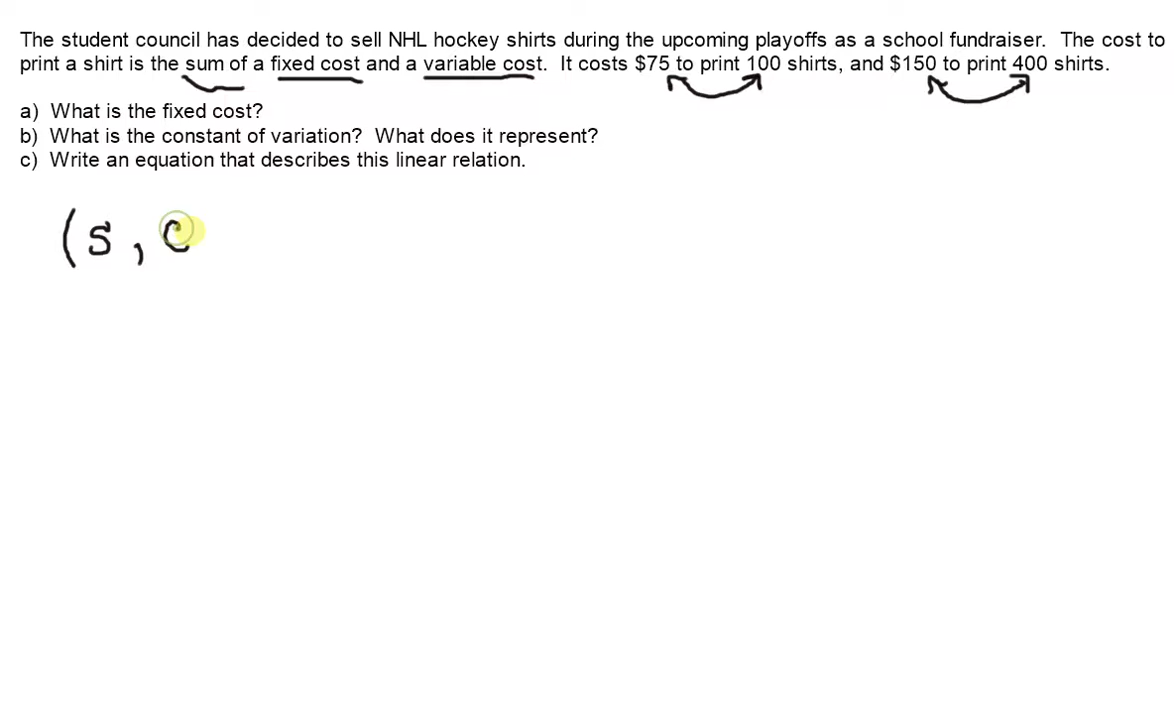 The student council has decided to sell NHL hockey shirts during the upcoming playoffs as a school fundraiser. The cost to
print a shirt is the sum of a fixed cost and a variable cost. It costs $75 to print 100 shirts, and $150 to print 400 shirts.
a) What is the fixed cost?
b) What is the constant of variation? What does it represent?
c) Write an equation that describes this linear relation.
(s, c